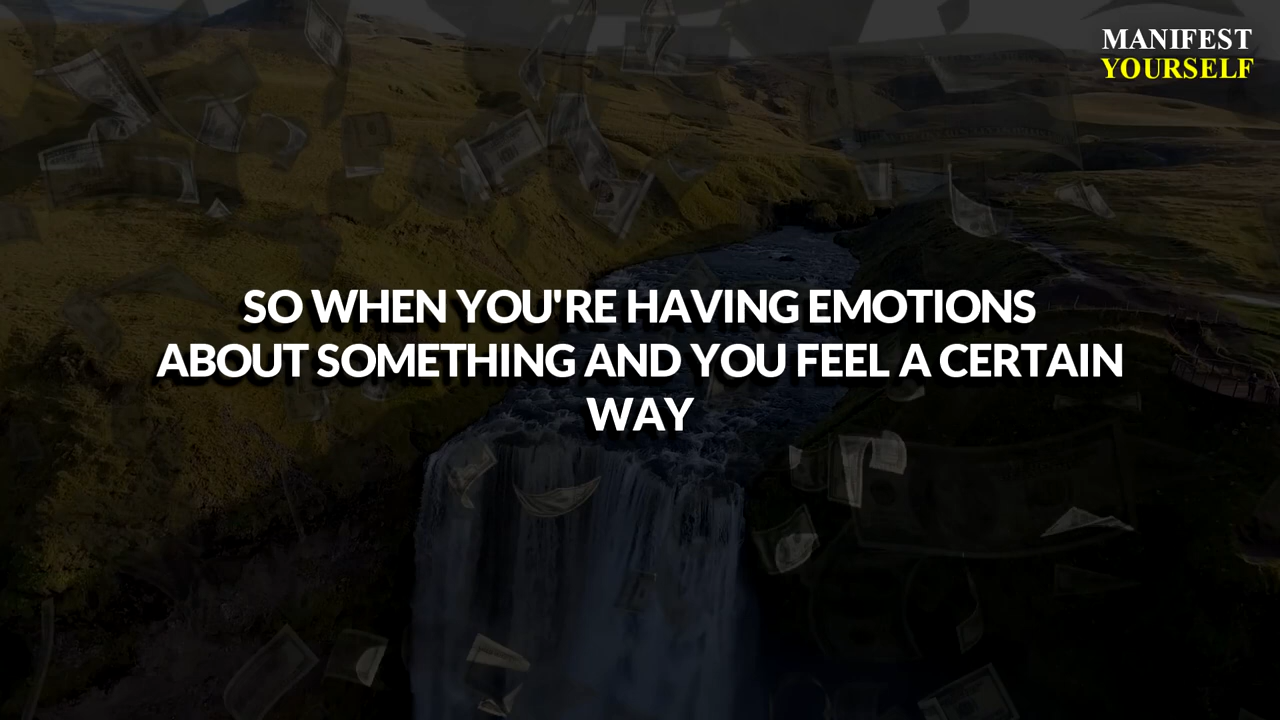 MANIFEST
YOURSELF
SO WHEN YOU'RE HAVING EMOTIONS
ABOUT SOMETHING AND YOU FEEL A CERTAIN
WAY